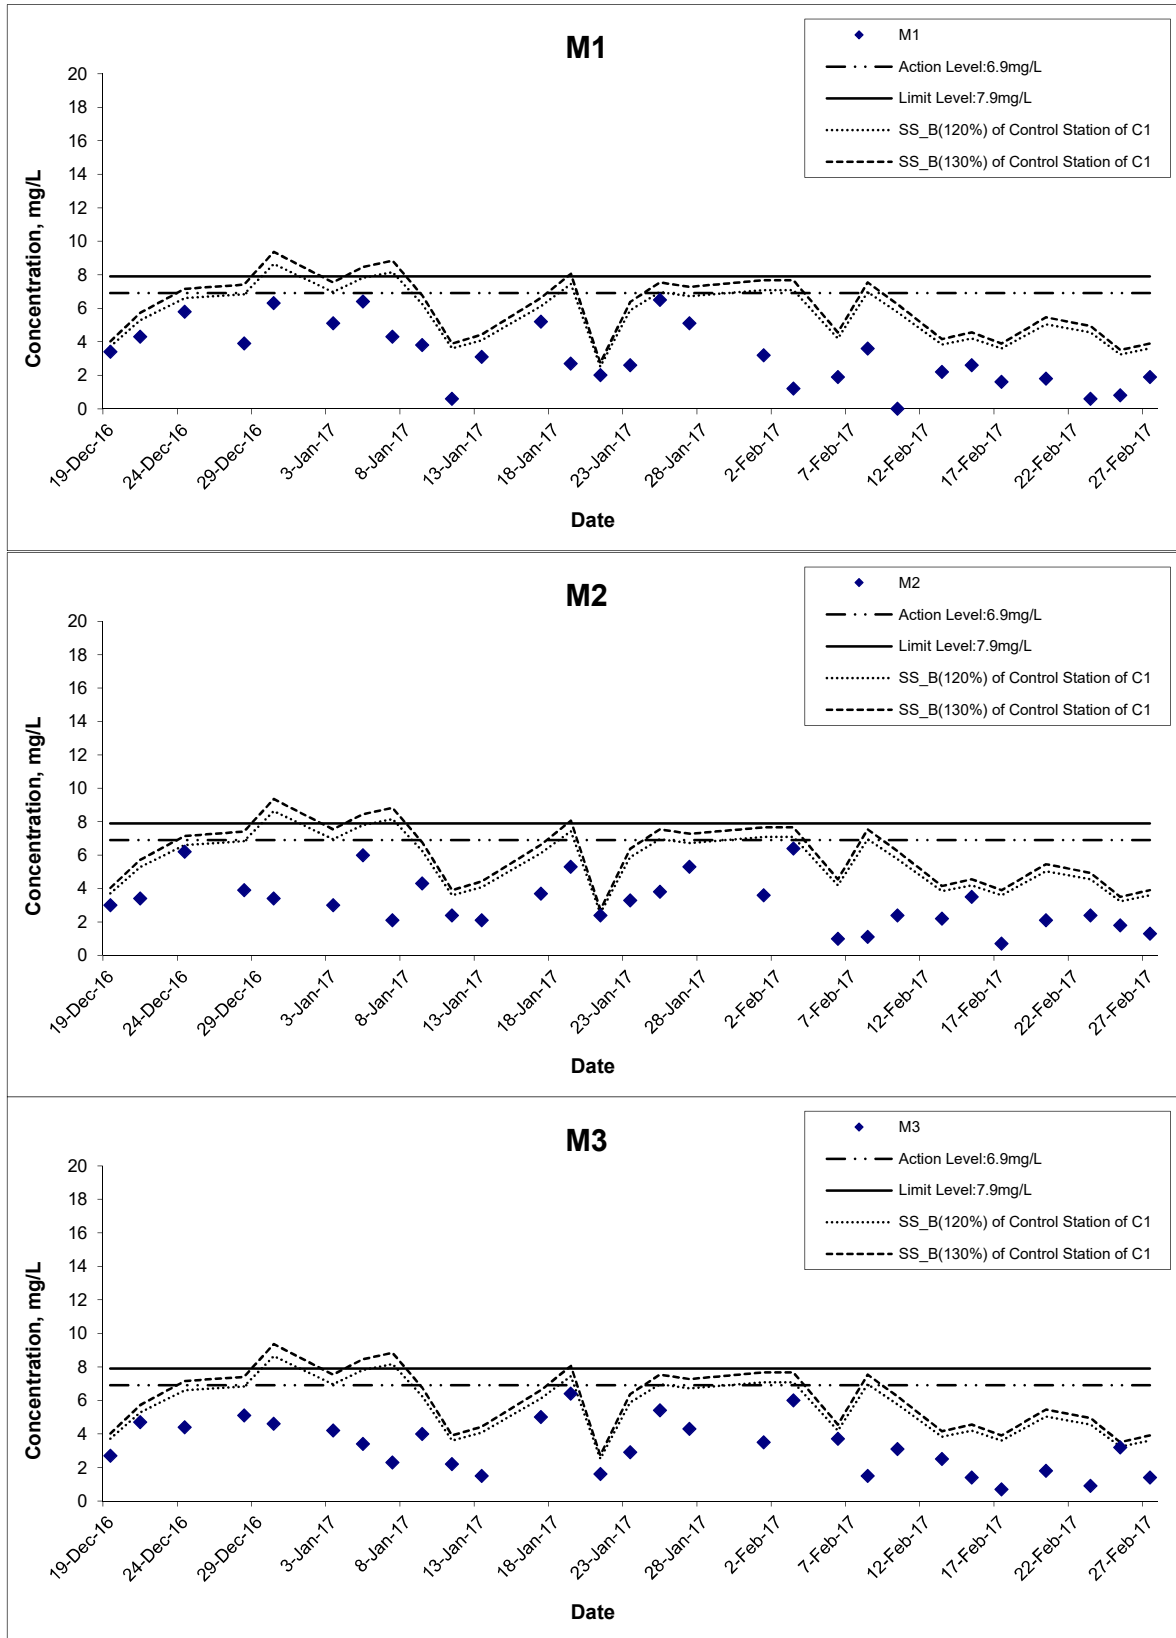 M1
M1
Action Level:6.9mg/L
Limit Level:7.9mg/L
SS_B(120%) of Control Station of C1
SS_B(130%) of Control Station of C1
Concentration, mg/L
20
18
16
14
12
10
8
6
4
2
0
19-Dec-16
24-Dec-16
29-Dec-16
3-Jan-17
8-Jan-17
13-Jan-17
18-Jan-17
23-Jan-17
28-Jan-17
2-Feb-17
7-Feb-17
12-Feb-17
17-Feb-17
22-Feb-17
27-Feb-17
Date
M2
M2
Action Level:6.9mg/L
Limit Level:7.9mg/L
SS_B(120%) of Control Station of C1
SS_B(130%) of Control Station of C1
Concentration, mg/L
20
18
16
14
12
10
8
6
4
2
0
19-Dec-16
24-Dec-16
29-Dec-16
3-Jan-17
8-Jan-17
13-Jan-17
18-Jan-17
23-Jan-17
28-Jan-17
2-Feb-17
7-Feb-17
12-Feb-17
17-Feb-17
22-Feb-17
27-Feb-17
Date
M3
M3
Action Level:6.9mg/L
Limit Level:7.9mg/L
SS_B(120%) of Control Station of C1
SS_B(130%) of Control Station of C1
Concentration, mg/L
20
18
16
14
12
10
8
6
4
2
0
19-Dec-16
24-Dec-16
29-Dec-16
3-Jan-17
8-Jan-17
13-Jan-17
18-Jan-17
23-Jan-17
28-Jan-17
2-Feb-17
7-Feb-17
12-Feb-17
17-Feb-17
22-Feb-17
27-Feb-17
Date